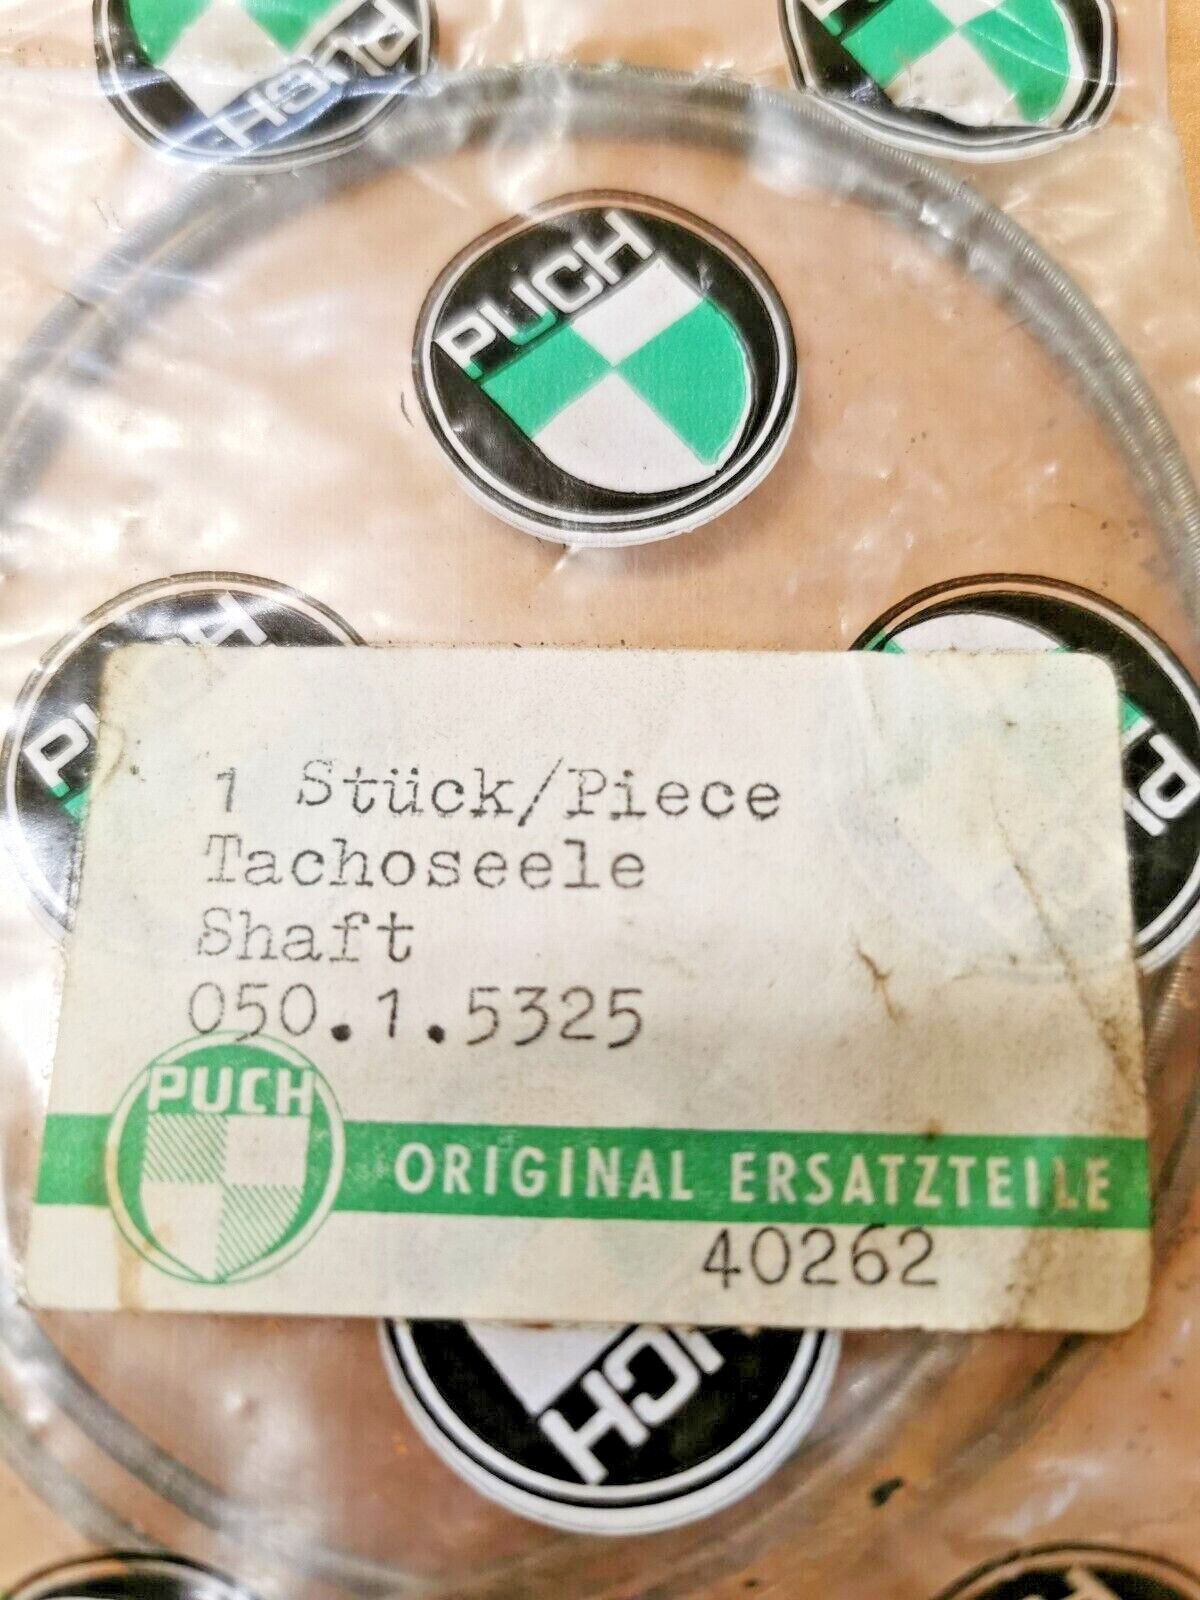 PUCH
PUCH
PUCH
PUCH
1 Stück/Piece
Tachoseele
Shaft
050.1.5325
PUCH
ORIGINAL ERSATZTEILE
40262